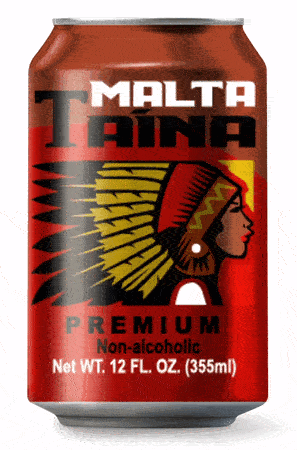 MALTA
TAÍNA
PREMIUM
Non-alcoholic
Net WT. 12 FL. OZ. (355ml)